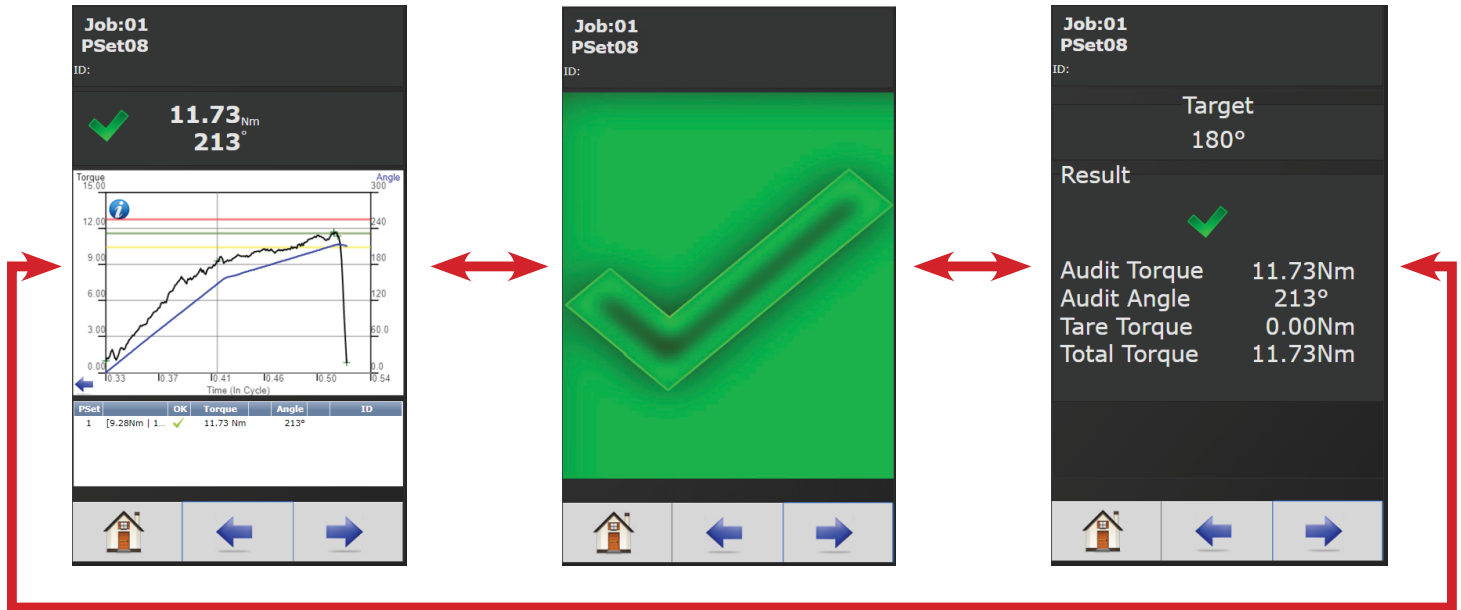 Job:01
PSet08
ID:
11.73Nm
213°
Torque Angle
15.00 300
12.00 240
9.00 180
6.00 120
3.00 60.0
0.00 0.0
0.33 0.37 0.41 0.46 0.50 0.54
Time (In Cycle)
PSet OK Torque Angle ID
1 [9.28Nm | 1... 11.73 Nm 213°
Job:01
PSet08
ID:
Job:01
PSet08
ID:
Target
180°
Result
Audit Torque 11.73Nm
Audit Angle 213°
Tare Torque 0.00Nm
Total Torque 11.73Nm